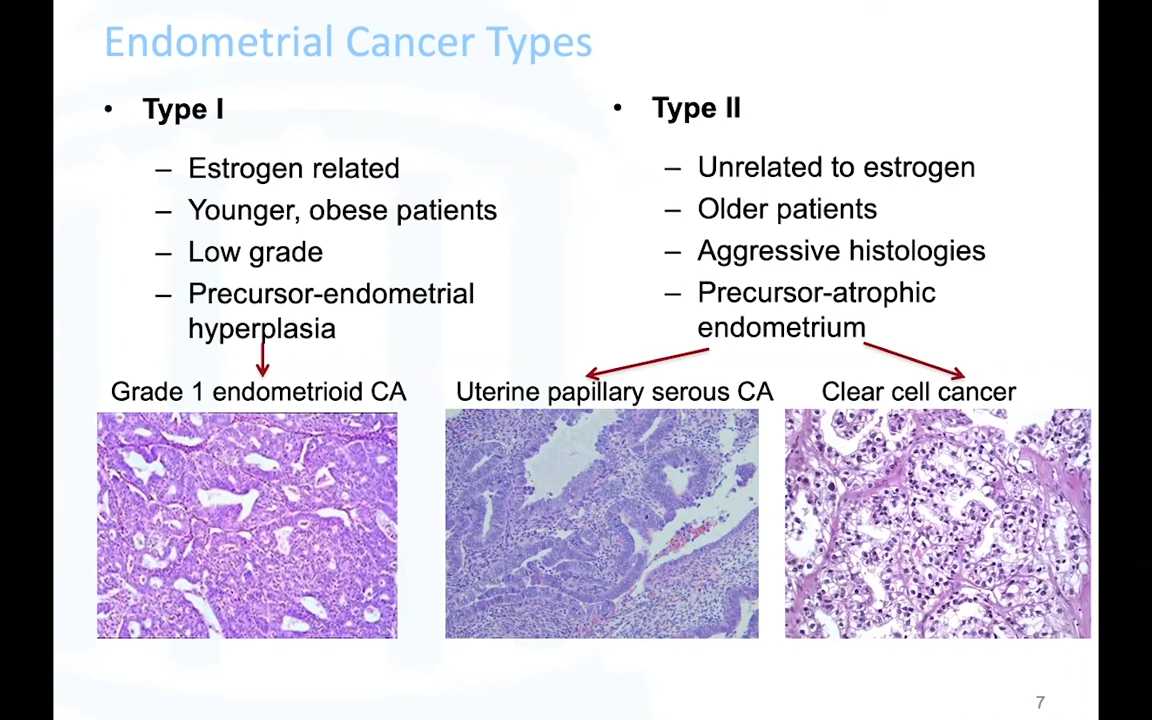 Endometrial Cancer Types
• Type I
– Estrogen related
– Younger, obese patients
– Low grade
– Precursor-endometrial
hyperplasia
Grade 1 endometrioid CA
• Type II
– Unrelated to estrogen
– Older patients
– Aggressive histologies
– Precursor-atrophic
endometrium
Uterine papillary serous CA
Clear cell cancer
7